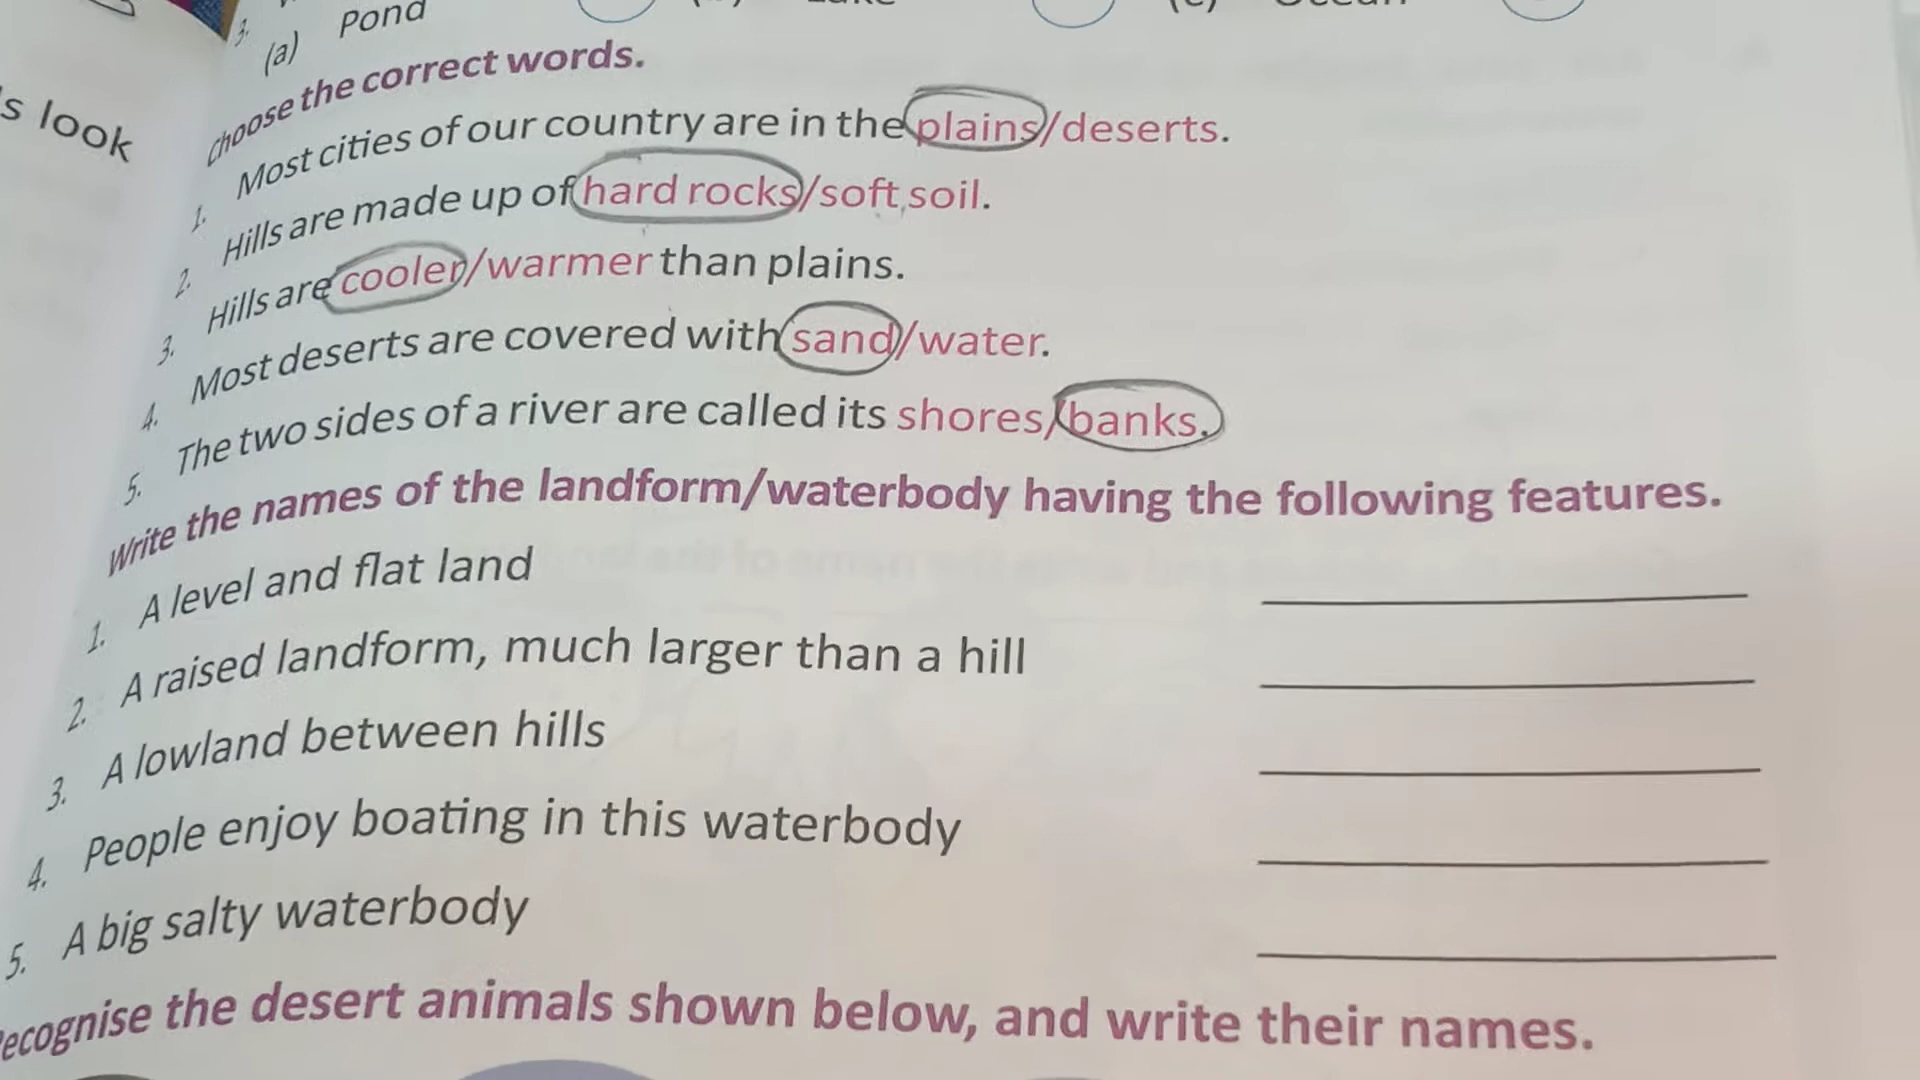 3.
(a) Pond
s look
Choose the correct words.
1. Most cities of our country are in the plains/deserts.
2. Hills are made up of hard rocks/soft soil.
3. Hills are cooler/warmer than plains.
4. Most deserts are covered with sand/water.
5. The two sides of a river are called its shores/banks.
Write the names of the landform/waterbody having the following features.
1. A level and flat land
2. A raised landform, much larger than a hill
3. A lowland between hills
4. People enjoy boating in this waterbody
5. A big salty waterbody
ecognise the desert animals shown below, and write their names.